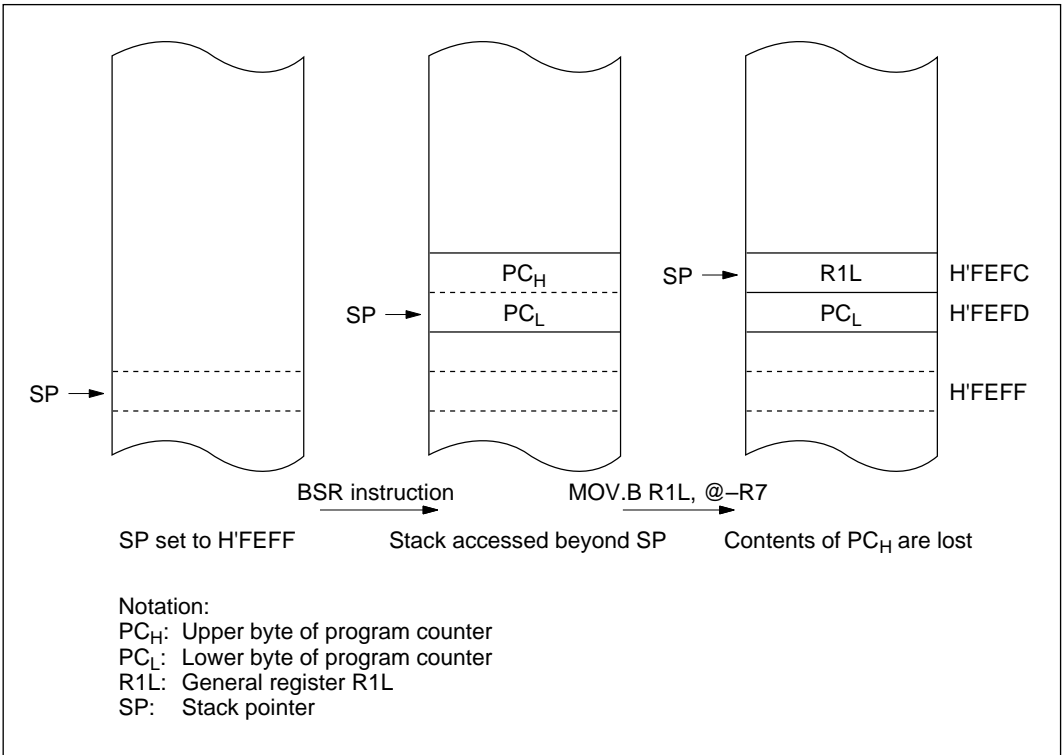 PCH
SP
R1L
H'FEFC
SP
PCL
PCL
H'FEFD
SP
H'FEFF
BSR instruction
MOV.B R1L, @–R7
SP set to H'FEFF
Stack accessed beyond SP
Contents of PCH are lost
Notation:
PCH: Upper byte of program counter
PCL: Lower byte of program counter
R1L: General register R1L
SP: Stack pointer